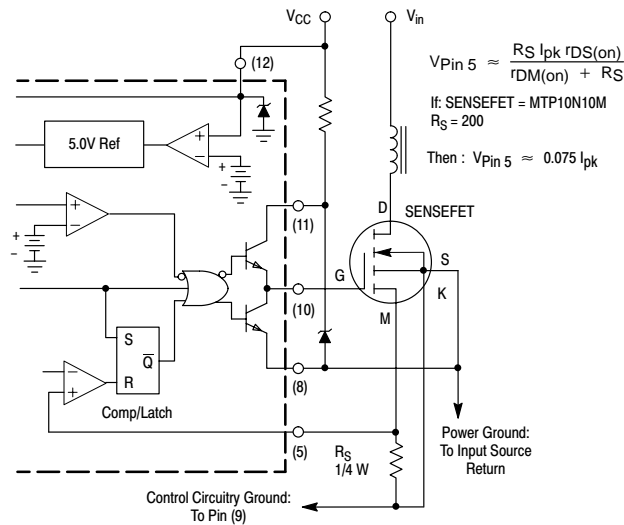 VCC
Vin
(12)
VPin 5 ≈ RS Ipk rDS(on) / rDM(on) + RS
If: SENSEFET = MTP10N10M
RS = 200
Then : VPin 5 ≈ 0.075 Ipk
5.0V Ref
+
−
+
−
D
SENSEFET
(11)
+
−
+
−
S
G
K
(10)
M
S
Q̅
R
−
+
(8)
Comp/Latch
(5)
RS
1/4 W
Power Ground:
To Input Source
Return
Control Circuitry Ground:
To Pin (9)